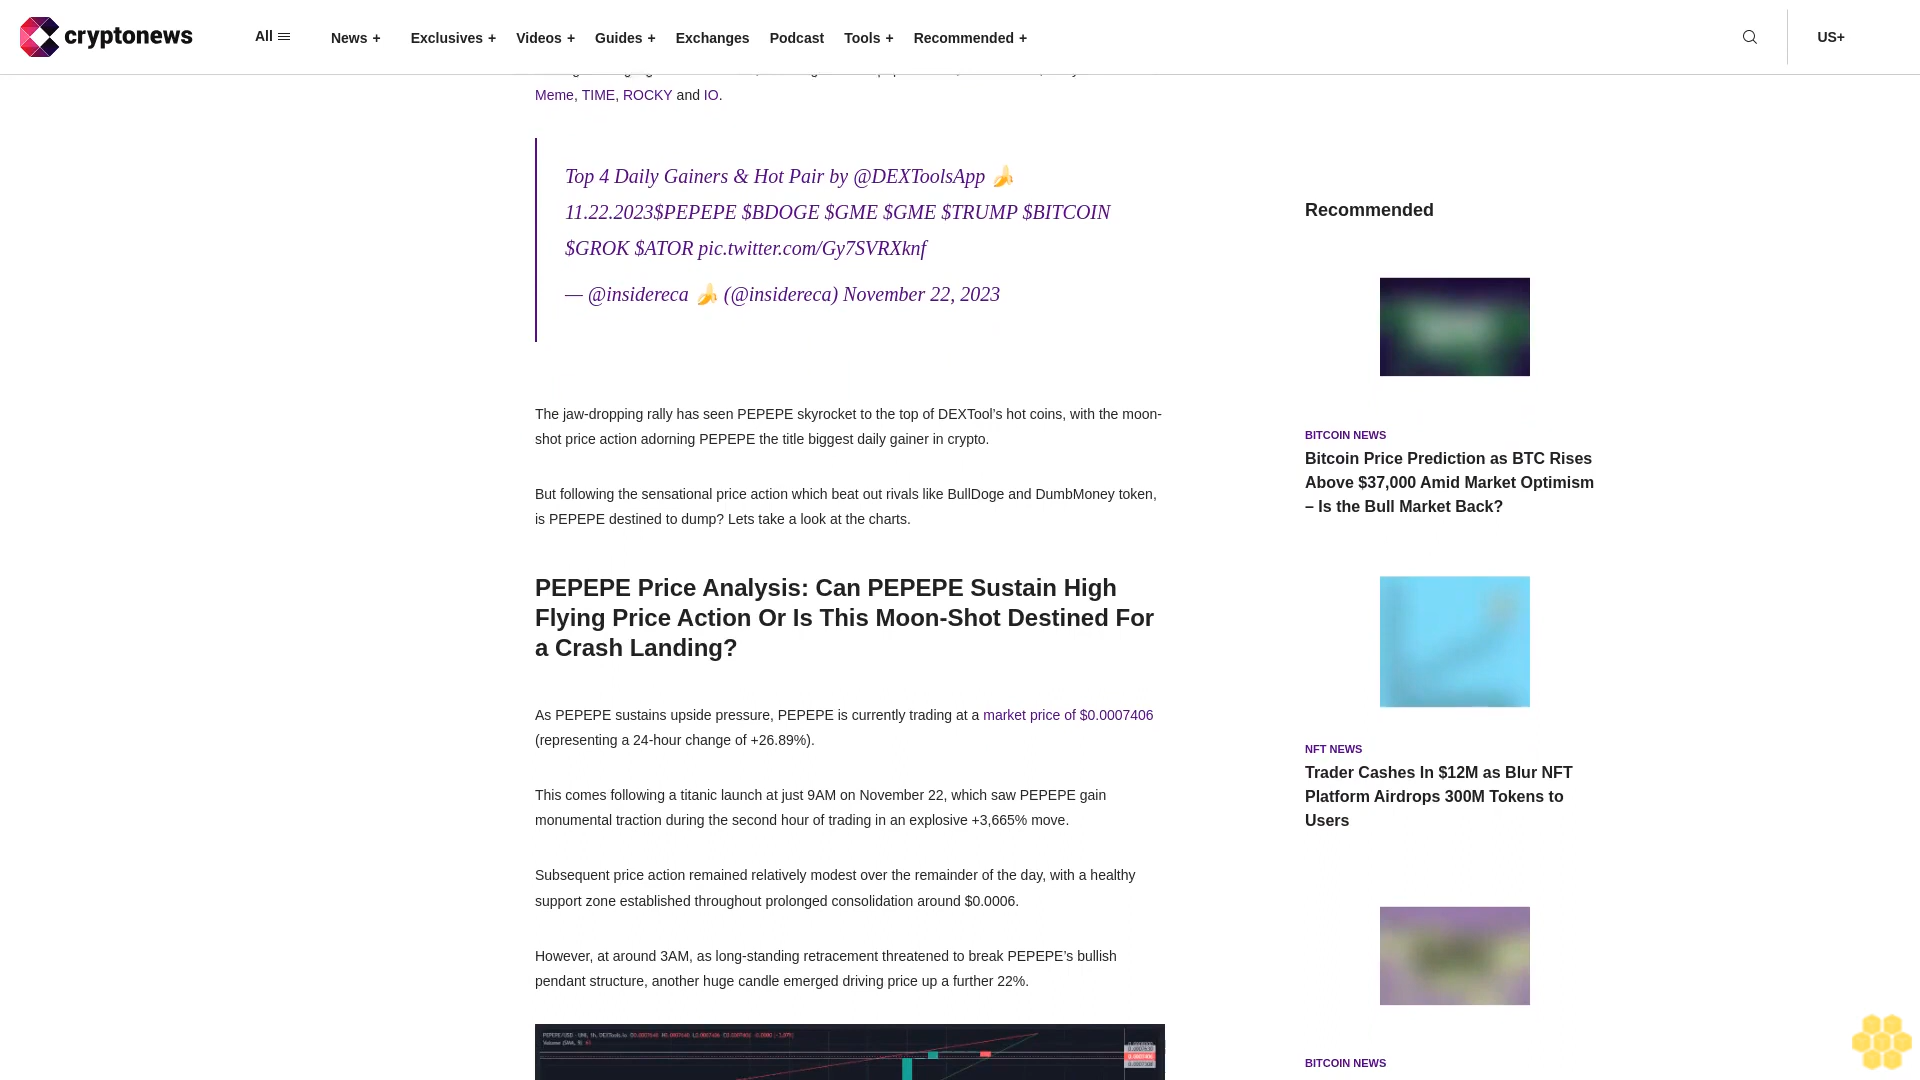 cryptonews
All
News +
Exclusives +
Videos +
Guides +
Exchanges
Podcast
Tools +
Recommended +
US+
Meme, TIME, ROCKY and IO.
Top 4 Daily Gainers & Hot Pair by @DEXToolsApp 🍌
11.22.2023$PEPEPE $BDOGE $GME $GME $TRUMP $BITCOIN
$GROK $ATOR pic.twitter.com/Gy7SVRXknf
— @insidereca 🍌 (@insidereca) November 22, 2023
The jaw-dropping rally has seen PEPEPE skyrocket to the top of DEXTool’s hot coins, with the moon-
shot price action adorning PEPEPE the title biggest daily gainer in crypto.
But following the sensational price action which beat out rivals like BullDoge and DumbMoney token,
is PEPEPE destined to dump? Lets take a look at the charts.
PEPEPE Price Analysis: Can PEPEPE Sustain High
Flying Price Action Or Is This Moon-Shot Destined For
a Crash Landing?
As PEPEPE sustains upside pressure, PEPEPE is currently trading at a market price of $0.0007406
(representing a 24-hour change of +26.89%).
This comes following a titanic launch at just 9AM on November 22, which saw PEPEPE gain
monumental traction during the second hour of trading in an explosive +3,665% move.
Subsequent price action remained relatively modest over the remainder of the day, with a healthy
support zone established throughout prolonged consolidation around $0.0006.
However, at around 3AM, as long-standing retracement threatened to break PEPEPE’s bullish
pendant structure, another huge candle emerged driving price up a further 22%.
Recommended
BITCOIN NEWS
Bitcoin Price Prediction as BTC Rises
Above $37,000 Amid Market Optimism
– Is the Bull Market Back?
NFT NEWS
Trader Cashes In $12M as Blur NFT
Platform Airdrops 300M Tokens to
Users
BITCOIN NEWS